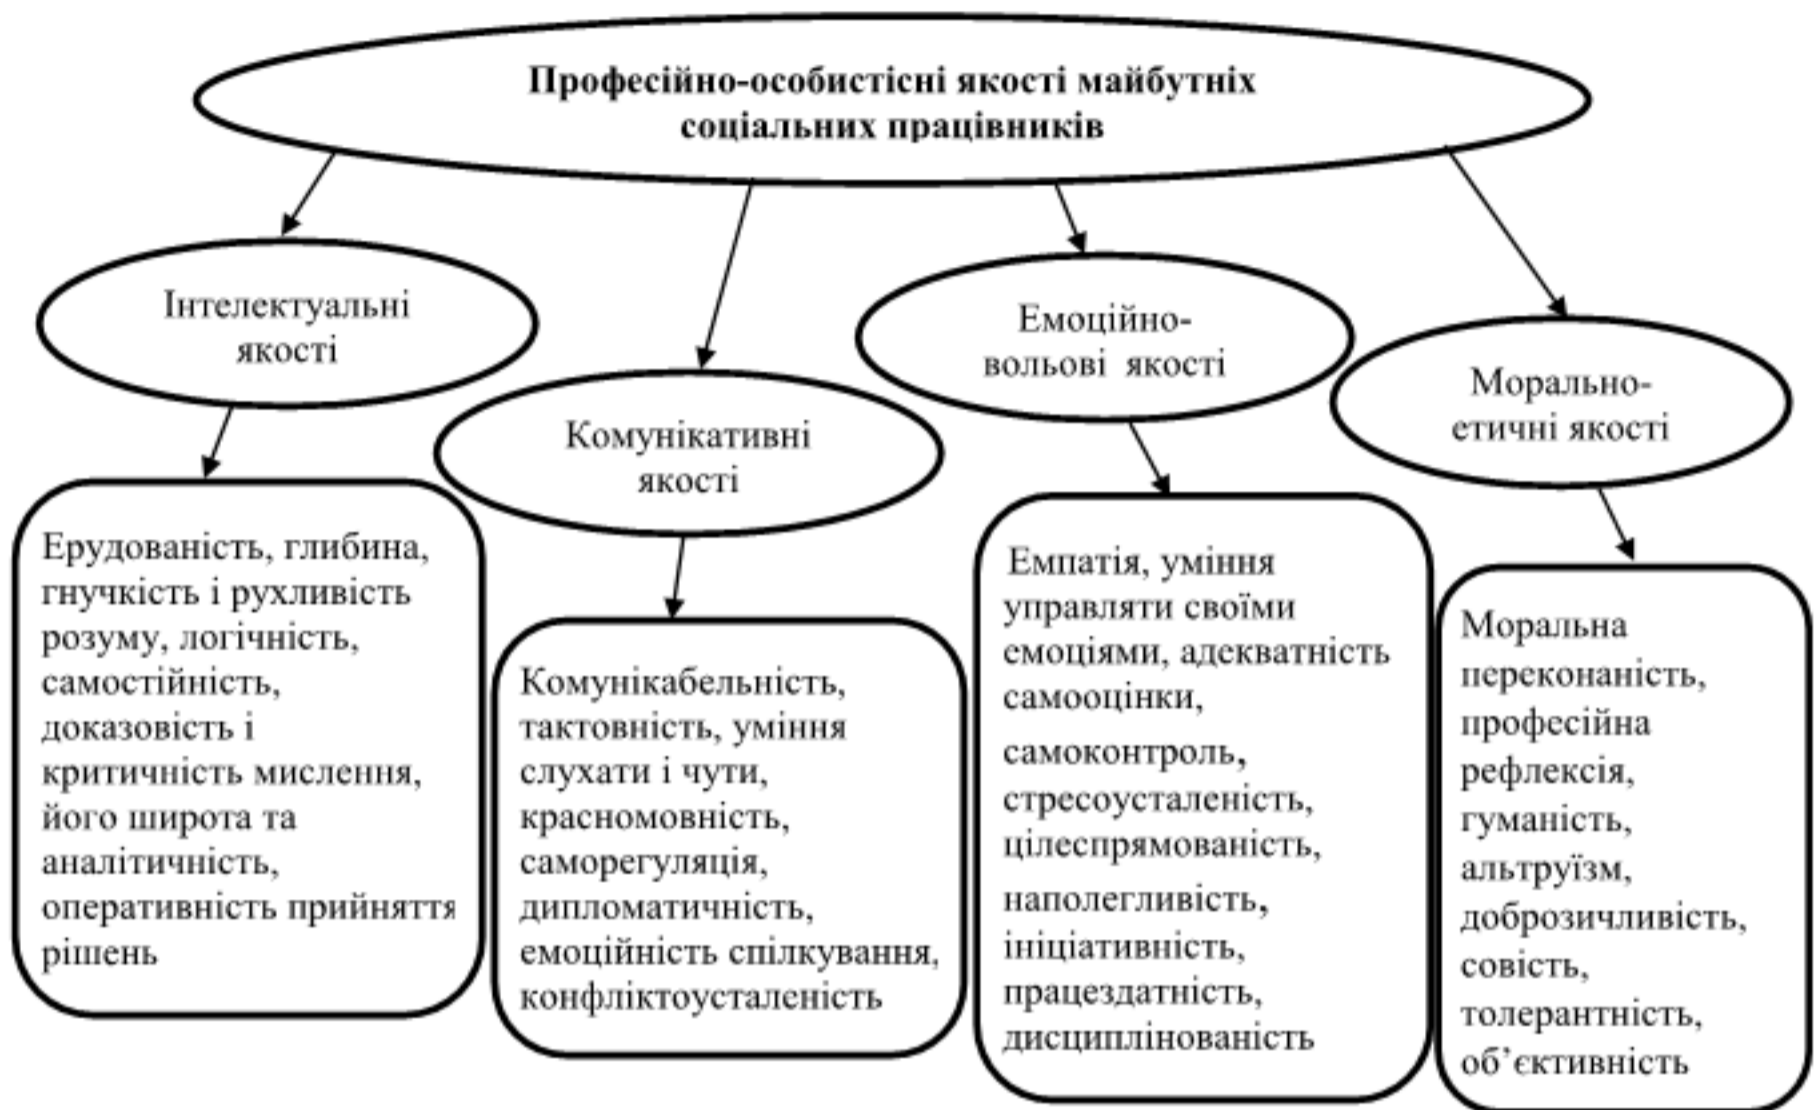 Професійно-особистісні якості майбутніх
соціальних працівників
Інтелектуальні
якості
Комунікативні
якості
Емоційно-
вольові якості
Морально-
етичні якості
Ерудованість, глибина,
гнучкість і рухливість
розуму, логічність,
самостійність,
доказовість і
критичність мислення,
його широта та
аналітичність,
оперативність прийняття
рішень
Комунікабельність,
тактовність, уміння
слухати і чути,
красномовність,
саморегуляція,
дипломатичність,
емоційність спілкування,
конфліктоусталеність
Емпатія, уміння
управляти своїми
емоціями, адекватність
самооцінки,
самоконтроль,
стресоусталеність,
цілеспрямованість,
наполегливість,
ініціативність,
працездатність,
дисциплінованість
Моральна
переконаність,
професійна
рефлексія,
гуманість,
альтруїзм,
доброзичливість,
совість,
толерантність,
об’єктивність